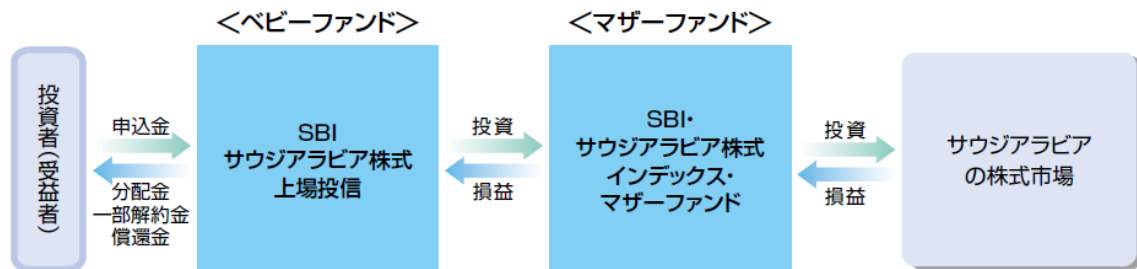 ＜ベビーファンド＞
＜マザーファンド＞
投資者（受益者）
申込金
分配金
一部解約金
償還金
SBI
サウジアラビア株式
上場投信
投資
損益
SBI・
サウジアラビア株式
インデックス・
マザーファンド
投資
損益
サウジアラビア
の株式市場